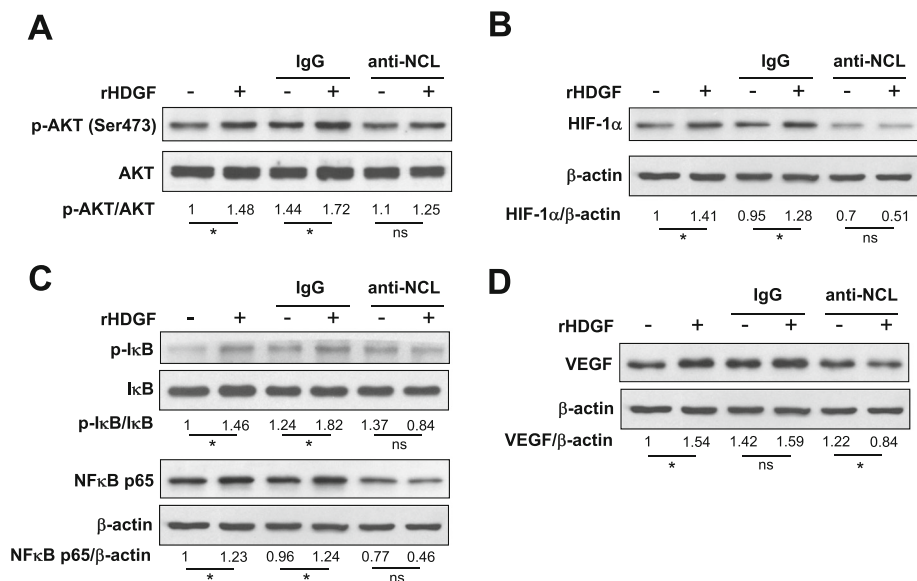 A
IgG anti-NCL
rHDGF - + - + - +
p-AKT (Ser473)
AKT
p-AKT/AKT 1 1.48 1.44 1.72 1.1 1.25
* * ns
B
IgG anti-NCL
rHDGF - + - + - +
HIF-1α
β-actin
HIF-1α/β-actin 1 1.41 0.95 1.28 0.7 0.51
* * ns
C
IgG anti-NCL
rHDGF - + - + - +
p-IκB
IκB
p-IκB/IκB 1 1.46 1.24 1.82 1.37 0.84
* * ns
NFκB p65
β-actin
NFκB p65/β-actin 1 1.23 0.96 1.24 0.77 0.46
* * ns
D
IgG anti-NCL
rHDGF - + - + - +
VEGF
β-actin
VEGF/β-actin 1 1.54 1.42 1.59 1.22 0.84
* ns *